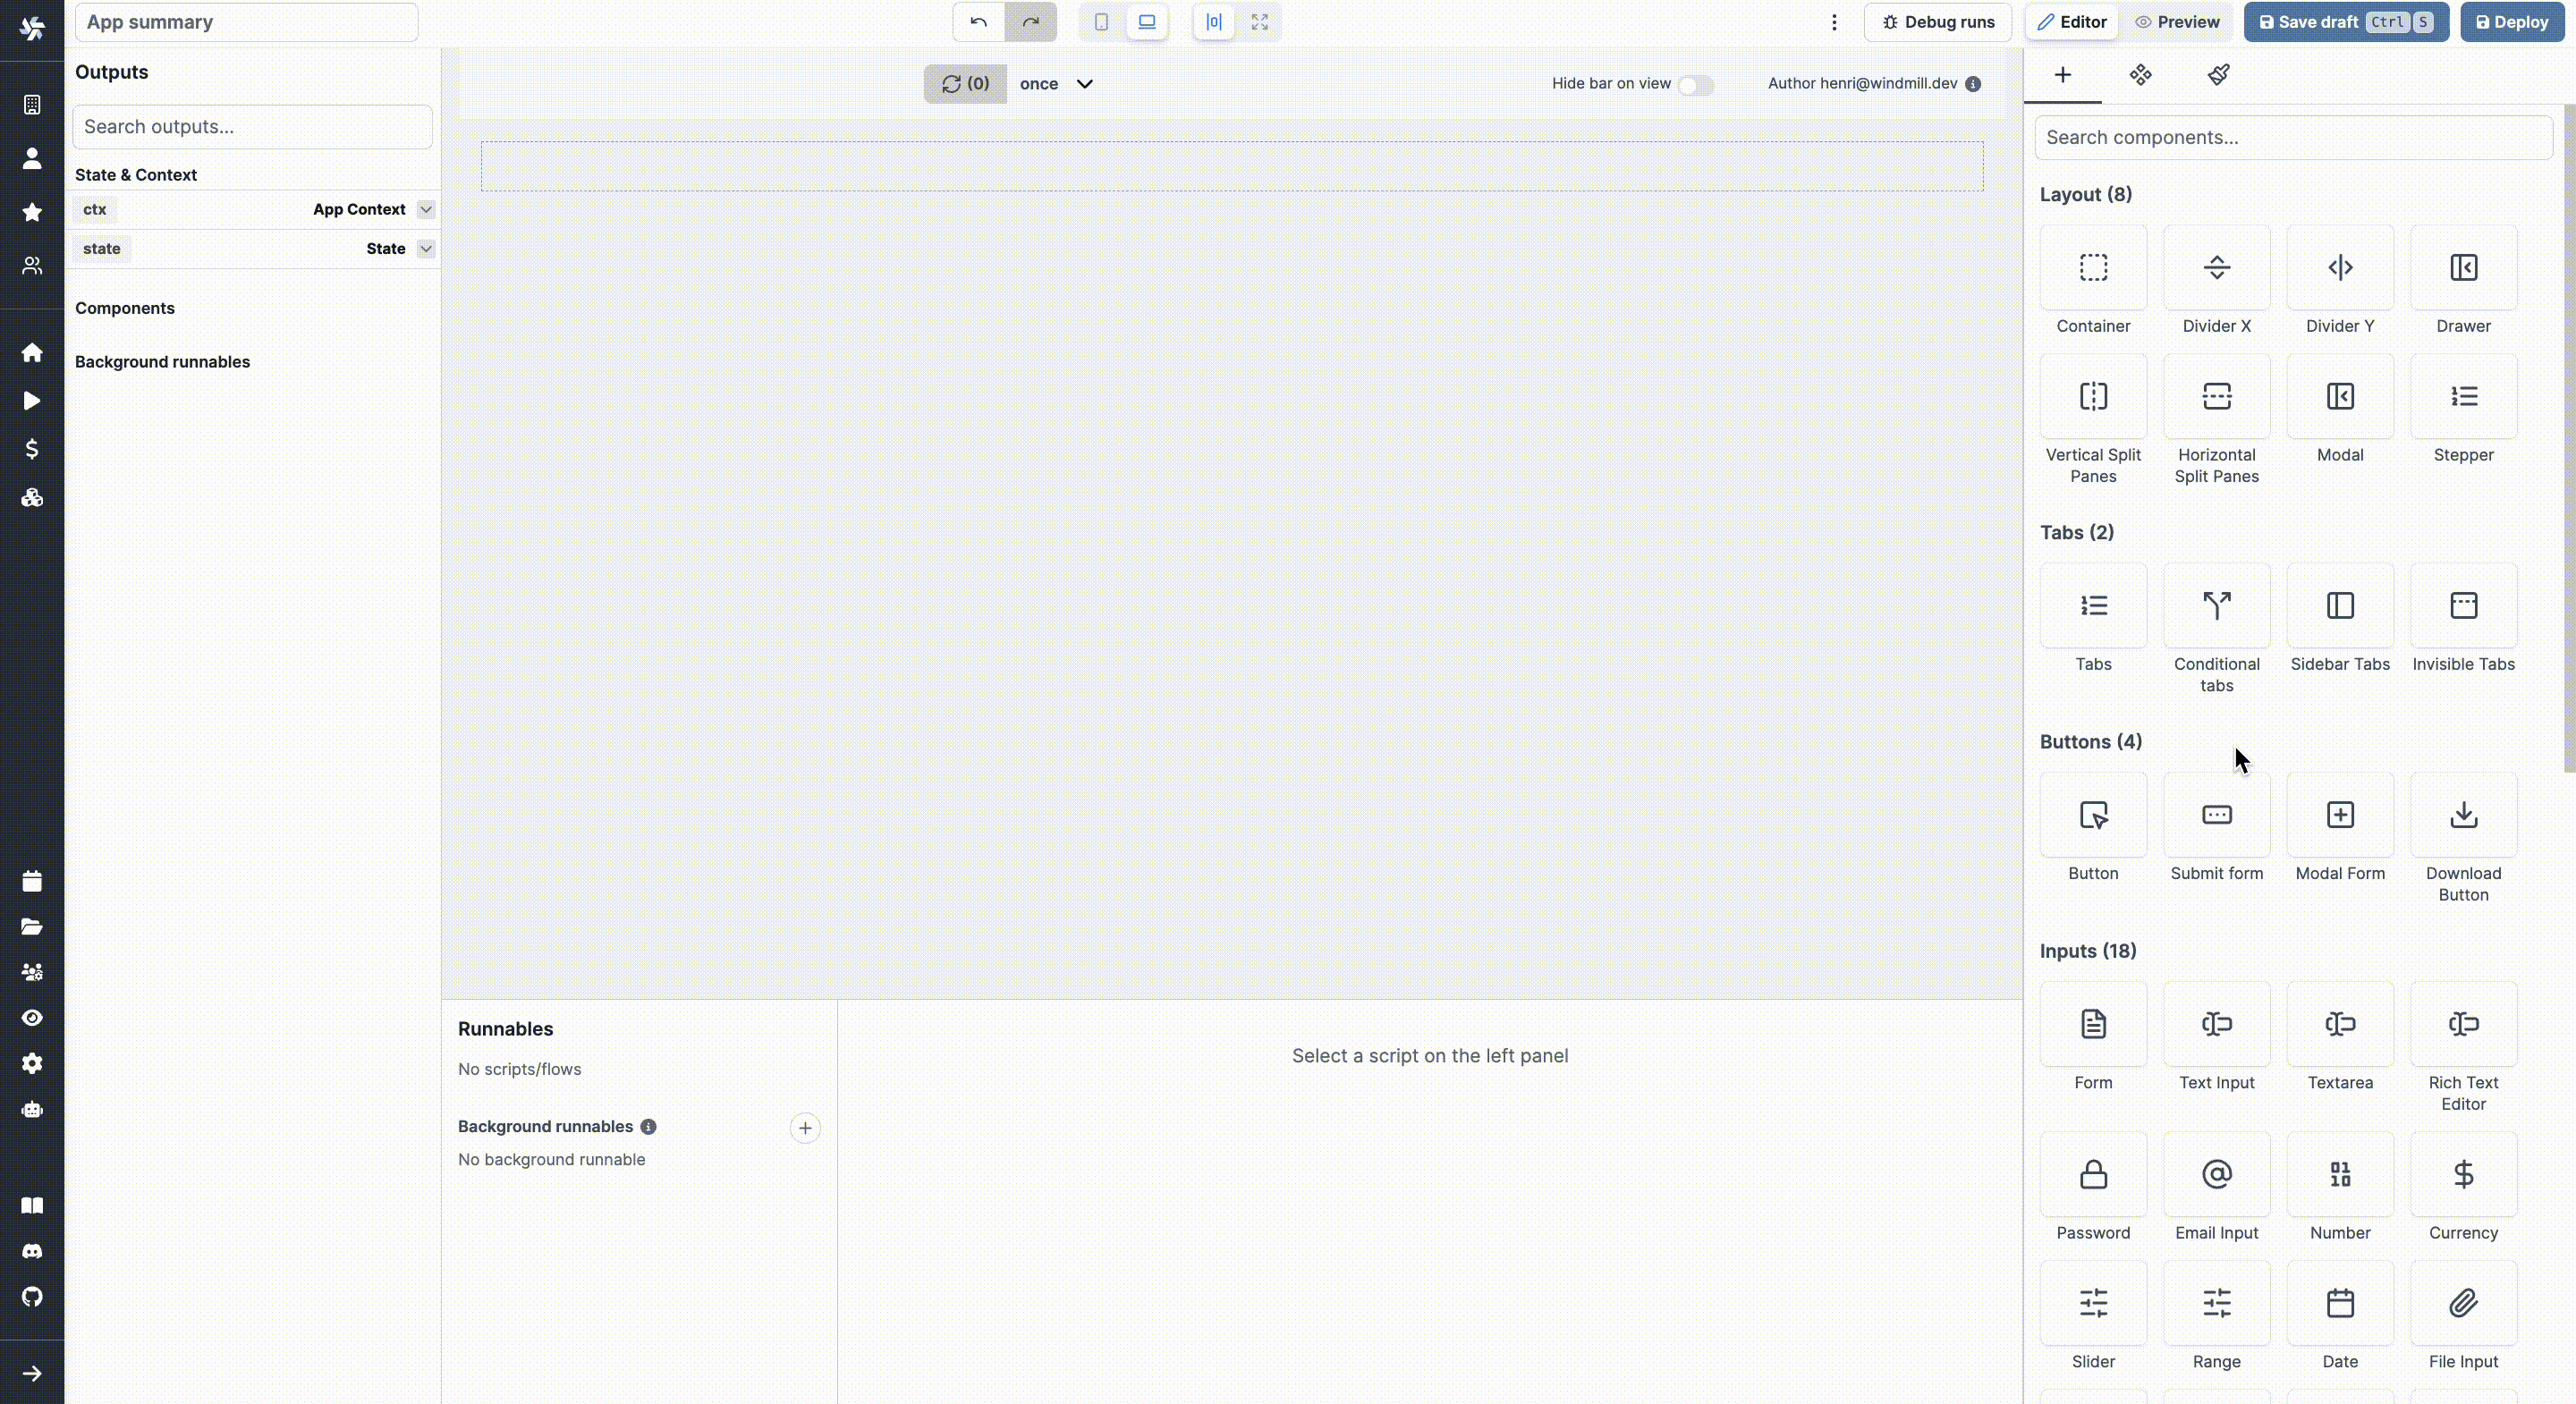 App summary
Debug runs
Editor
Preview
Save draft Ctrl S
Deploy
Outputs
Search outputs...
State & Context
ctx
App Context
state
State
Components
Background runnables
(0)
once
Hide bar on view
Author henri@windmill.dev
Runnables
No scripts/flows
Background runnables
No background runnable
Select a script on the left panel
Search components...
Layout (8)
Container
Divider X
Divider Y
Drawer
Vertical Split
Panes
Horizontal
Split Panes
Modal
Stepper
Tabs (2)
Tabs
Conditional
tabs
Sidebar Tabs
Invisible Tabs
Buttons (4)
Button
Submit form
Modal Form
Download
Button
Inputs (18)
Form
Text Input
Textarea
Rich Text
Editor
Password
Email Input
Number
Currency
Slider
Range
Date
File Input